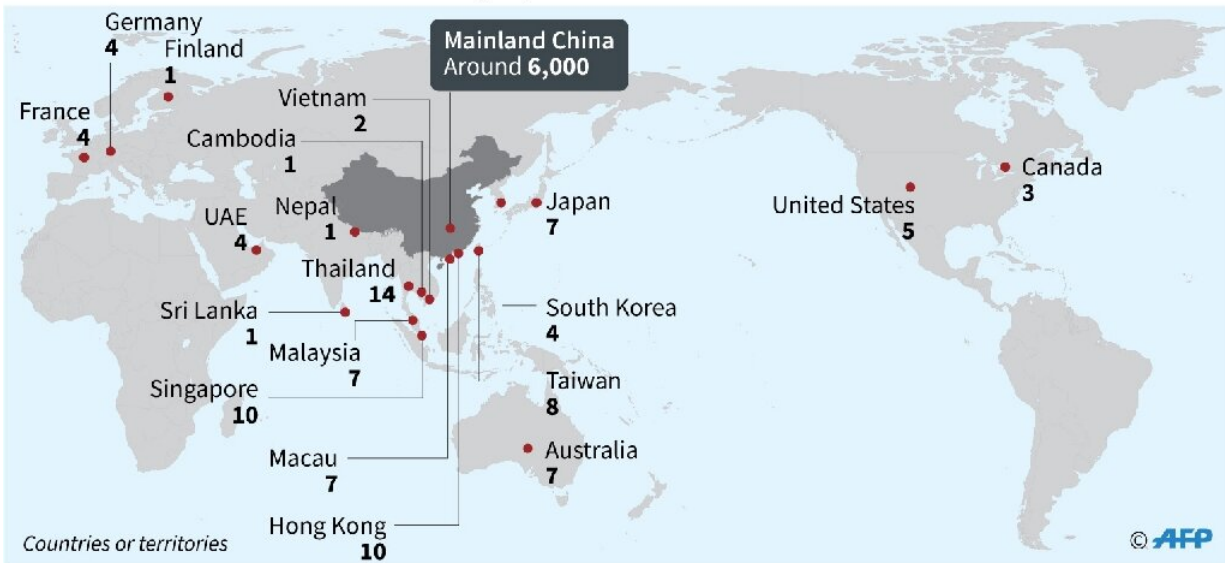 Germany
4
Finland
1
France
4
Mainland China
Around 6,000
Vietnam
2
Cambodia
1
Nepal
1
UAE
4
Thailand
14
Sri Lanka
1
Malaysia
7
Singapore
10
Macau
7
Hong Kong
10
Japan
7
South Korea
4
Taiwan
8
Australia
7
United States
5
Canada
3
Countries or territories
© AFP